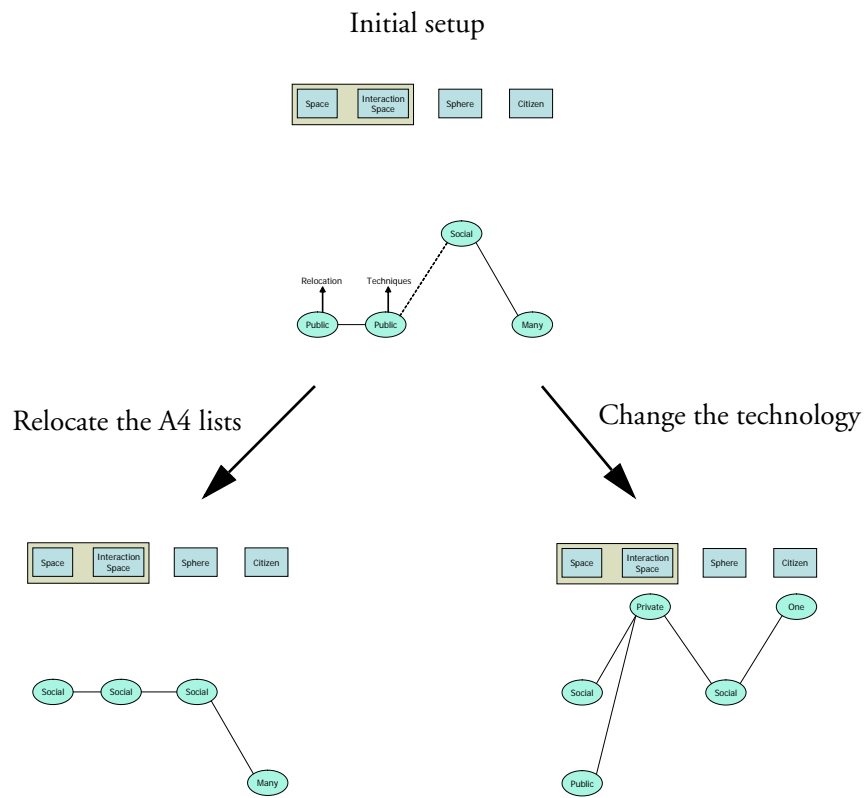 Initial setup
Space
Interaction
Space
Sphere
Citizen
Social
Relocation
Techniques
Public
Public
Many
Relocate the A4 lists
Change the technology
Space
Interaction
Space
Sphere
Citizen
Social
Social
Social
Many
Space
Interaction
Space
Sphere
Citizen
Private
One
Social
Social
Public